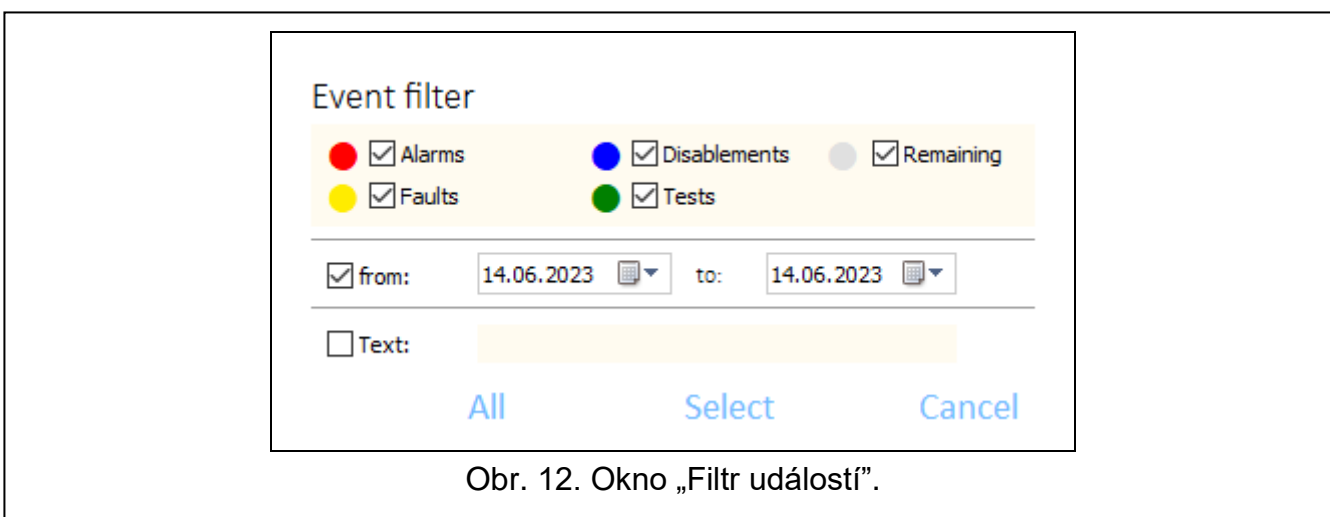 Event filter
Alarms Disablements Remaining
Faults Tests
from: 14.06.2023 to: 14.06.2023
Text:
All Select Cancel
Obr. 12. Okno „Filtr událostí”.